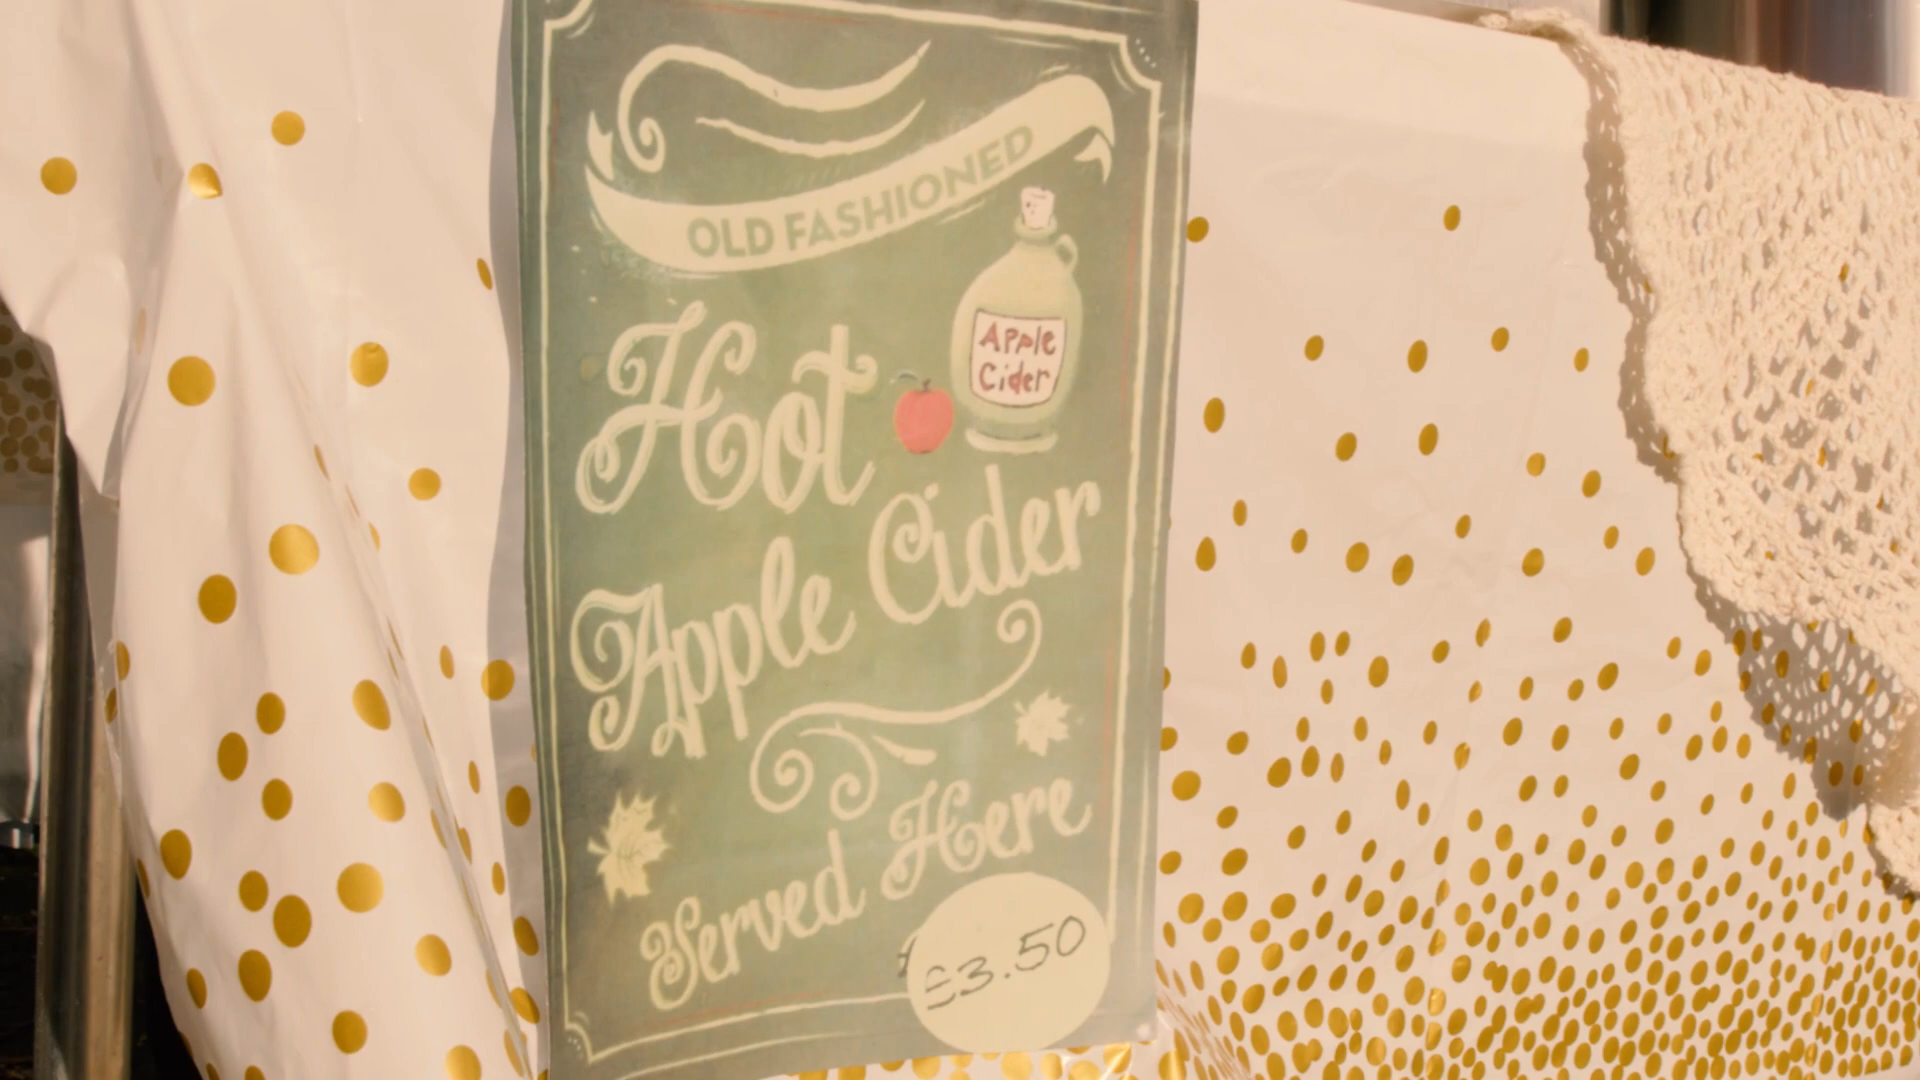 OLD FASHIONED
Hot
Apple
Cider
Apple Cider
Served Here
£3.50